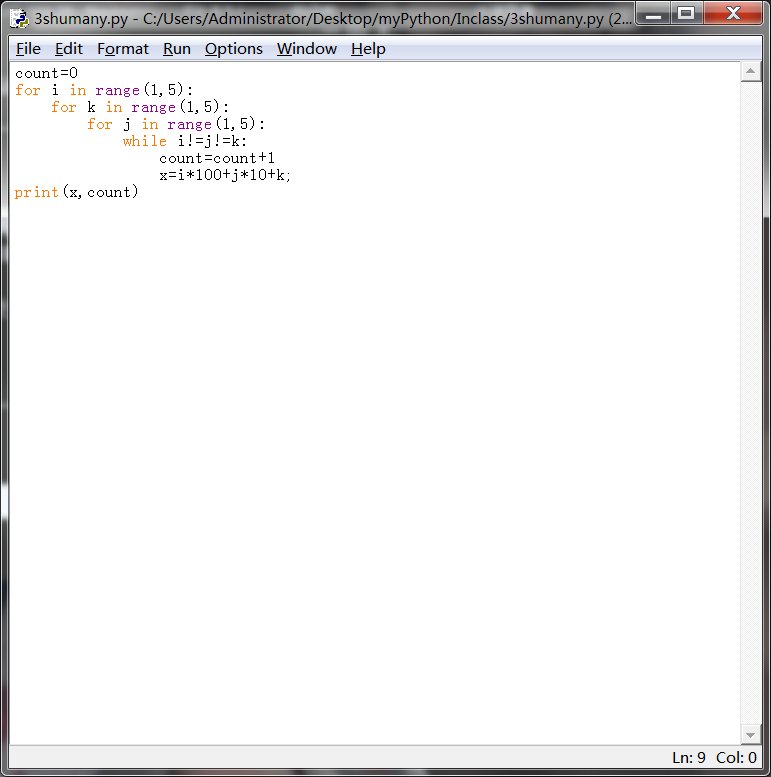 3shumany.py - C:/Users/Administrator/Desktop/myPython/Inclass/3shumany.py (2...
File Edit Format Run Options Window Help
count=0
for i in range(1,5):
    for k in range(1,5):
        for j in range(1,5):
            while i!=j!=k:
                count=count+1
                x=i*100+j*10+k;
print(x,count)
Ln: 9 Col: 0